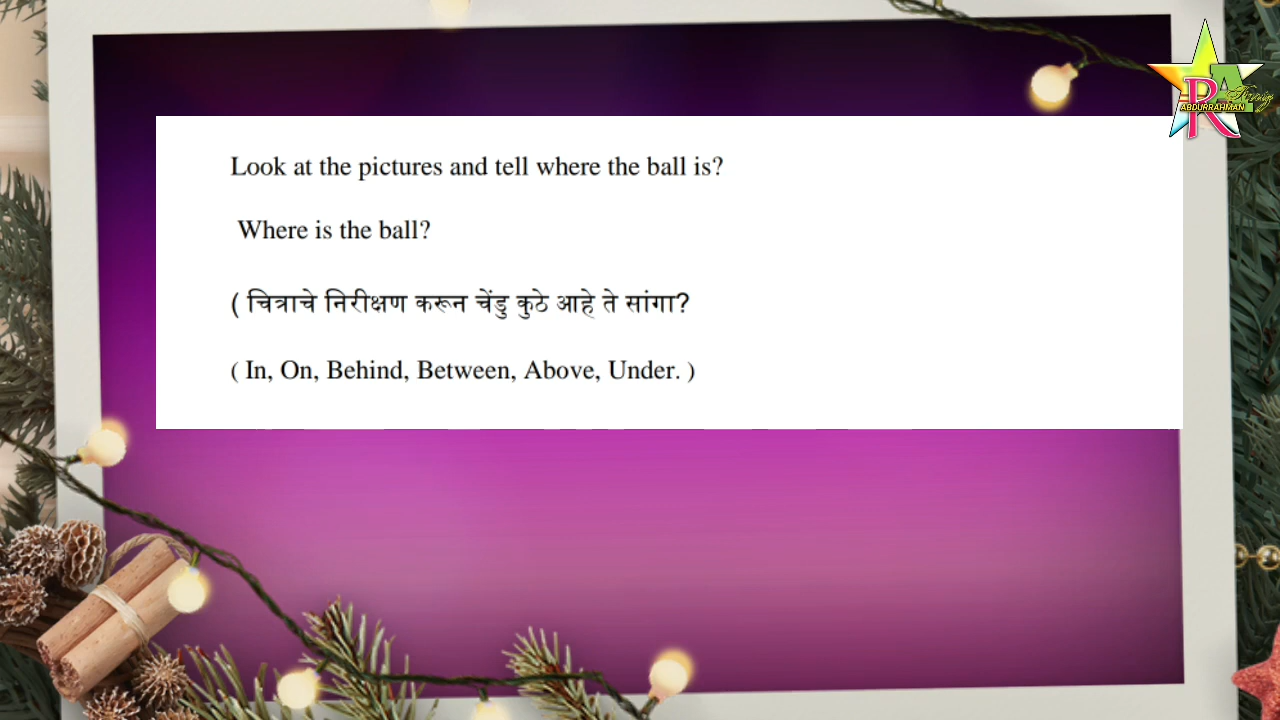 Look at the pictures and tell where the ball is?
Where is the ball?
( चित्राचे निरीक्षण करून चेंडु कुठे आहे ते सांगा?
( In, On, Behind, Between, Above, Under. )
RA
ABDURRAHMAN